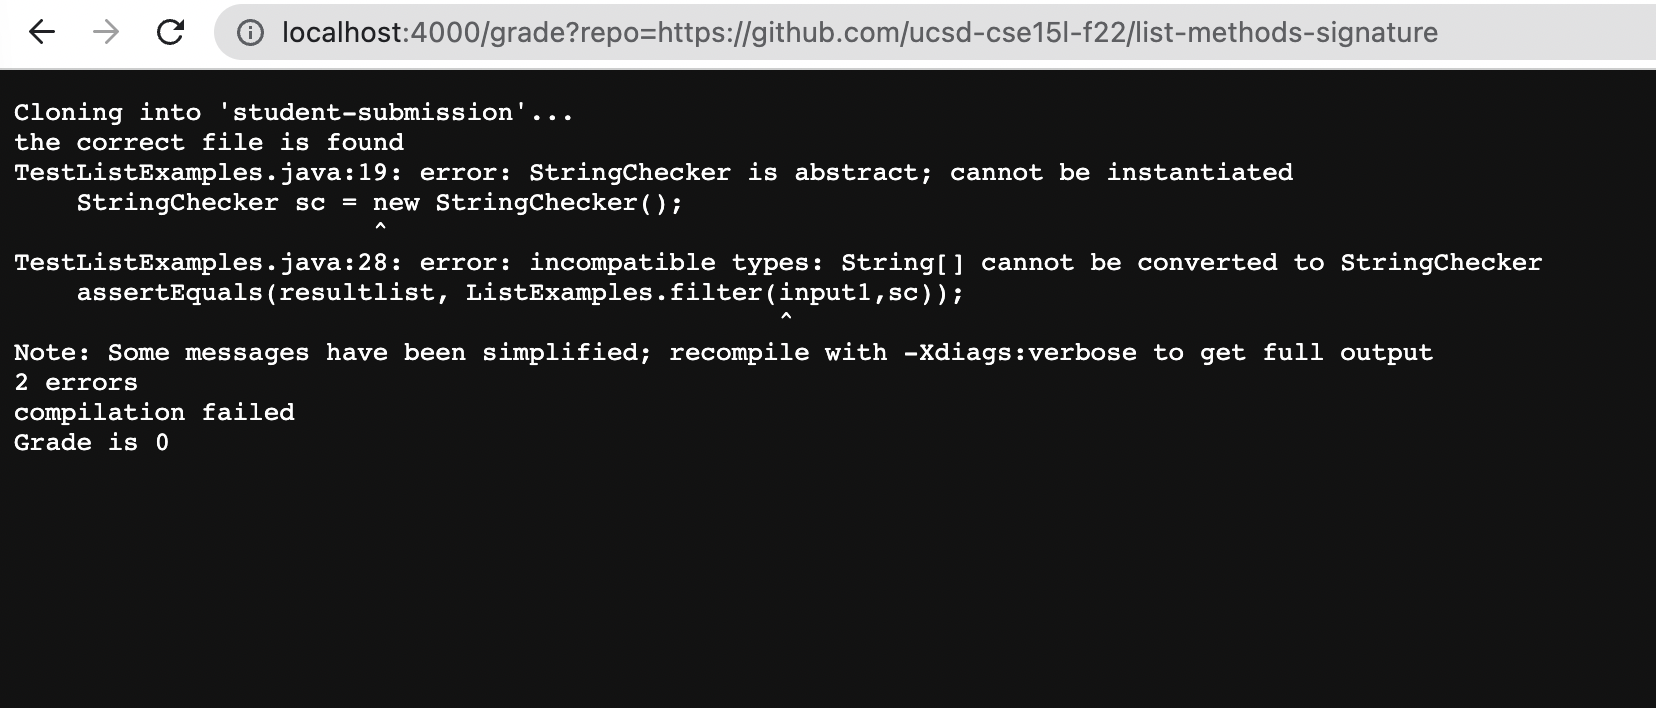 localhost:4000/grade?repo=https://github.com/ucsd-cse15l-f22/list-methods-signature
Cloning into 'student-submission'...
the correct file is found
TestListExamples.java:19: error: StringChecker is abstract; cannot be instantiated
    StringChecker sc = new StringChecker();
                       ^
TestListExamples.java:28: error: incompatible types: String[] cannot be converted to StringChecker
    assertEquals(resultlist, ListExamples.filter(input1,sc));
                                                 ^
Note: Some messages have been simplified; recompile with -Xdiags:verbose to get full output
2 errors
compilation failed
Grade is 0